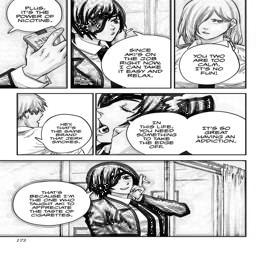 PLUS,
IT'S THE
POWER OF
NICOTINE.
SINCE
AKI'S ON
THE JOB
RIGHT NOW,
I CAN TAKE
IT EASY AND
RELAX.
YOU TWO
ARE TOO
CALM.
IT'S NO
FUN!
HEY,
THAT'S
THE SAME
BRAND
AKI
SMOKES.
IN
THIS LIFE,
YOU NEED
SOMETHING
TO TAKE
THE EDGE
OFF.
IT'S SO
GREAT
HAVING AN
ADDICTION.
THAT'S
BECAUSE I'M
THE ONE WHO
TAUGHT AKI TO
APPRECIATE
THE TASTE OF
CIGARETTES.